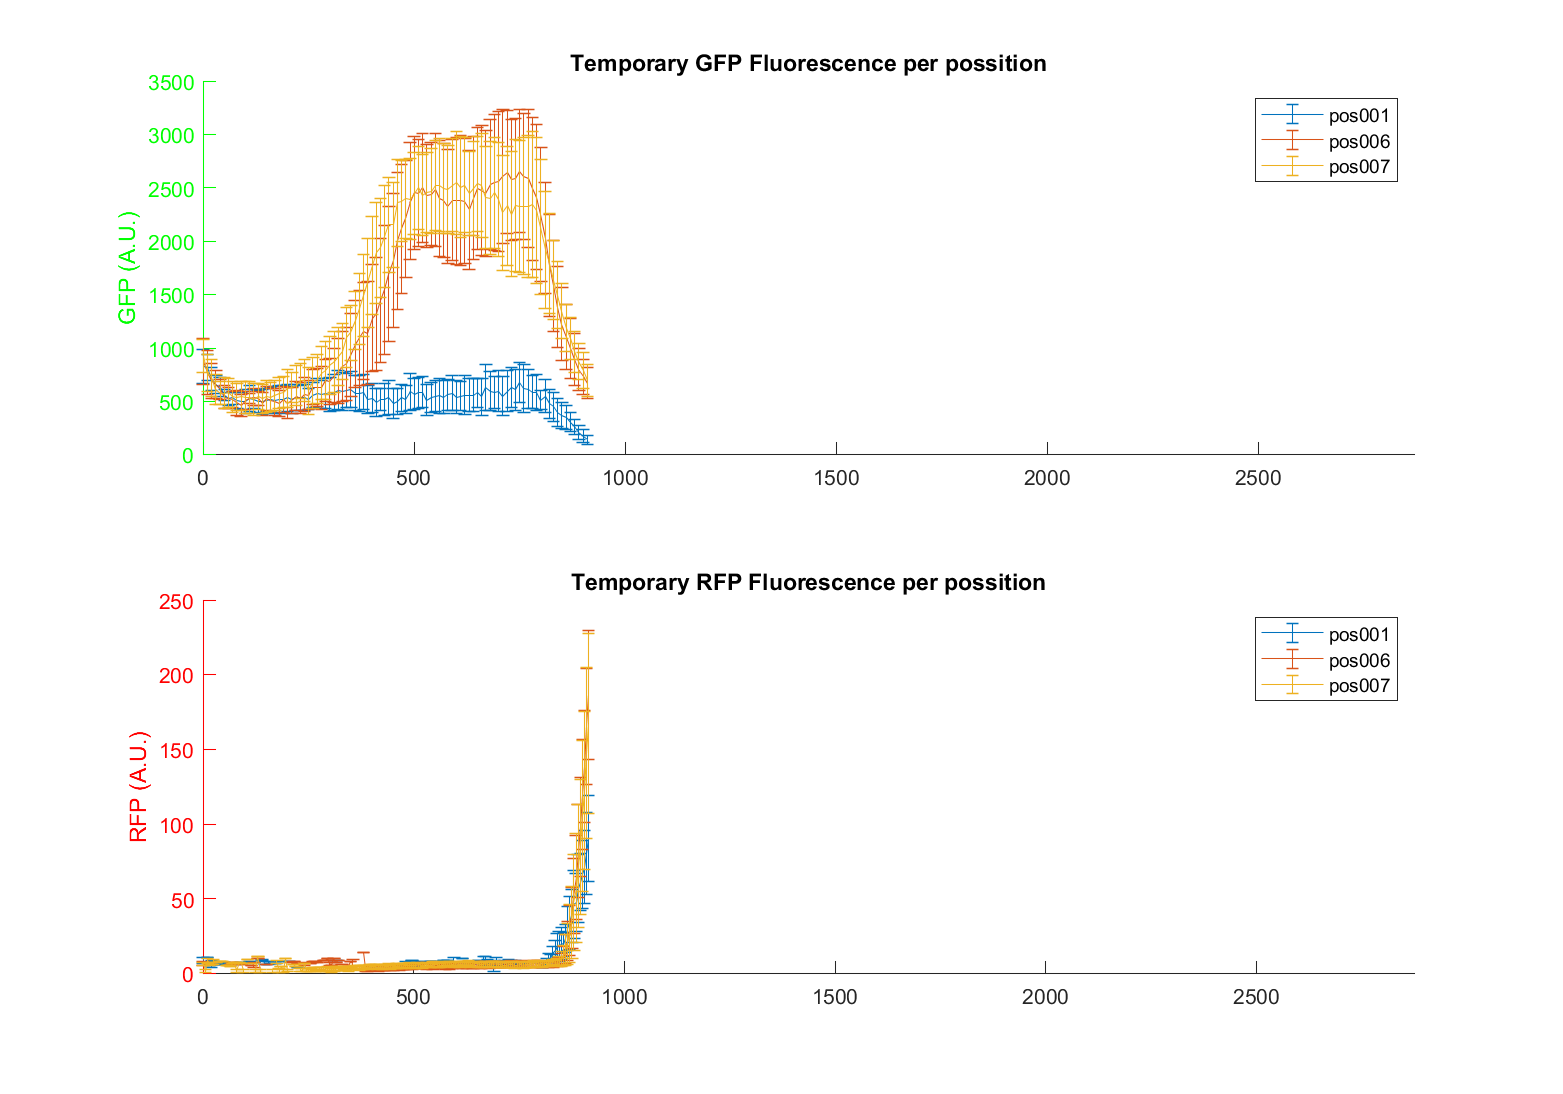 Temporary GFP Fluorescence per possition
3500
3000
2500
2000
1500
1000
500
0
GFP (A.U.)
0 500 1000 1500 2000 2500
pos001
pos006
pos007
Temporary RFP Fluorescence per possition
250
200
150
100
50
0
RFP (A.U.)
0 500 1000 1500 2000 2500
pos001
pos006
pos007